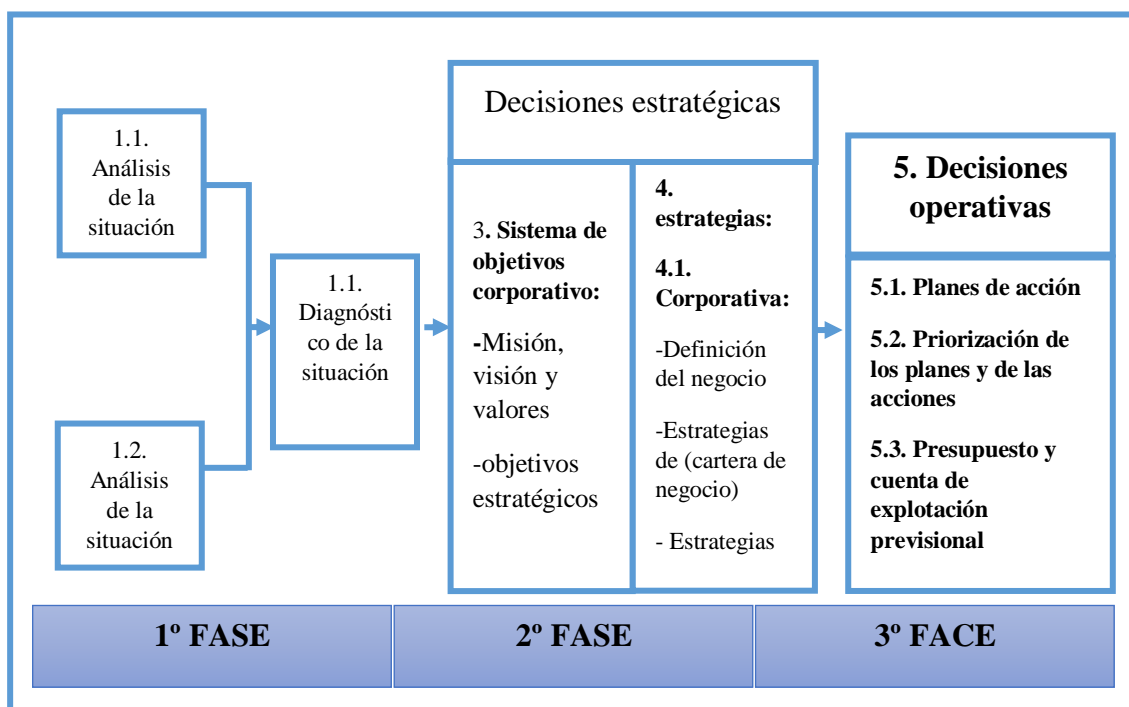 1.1.
Análisis
de la
situación
1.2.
Análisis
de la
situación
1.1.
Diagnósti
co de la
situación
Decisiones estratégicas
3. Sistema de
objetivos
corporativo:
-Misión,
visión y
valores
-objetivos
estratégicos
4.
estrategias:
4.1.
Corporativa:
-Definición
del negocio
-Estrategias
de (cartera de
negocio)
- Estrategias
5. Decisiones
operativas
5.1. Planes de acción
5.2. Priorización de
los planes y de las
acciones
5.3. Presupuesto y
cuenta de
explotación
previsional
1º FASE
2º FASE
3º FACE